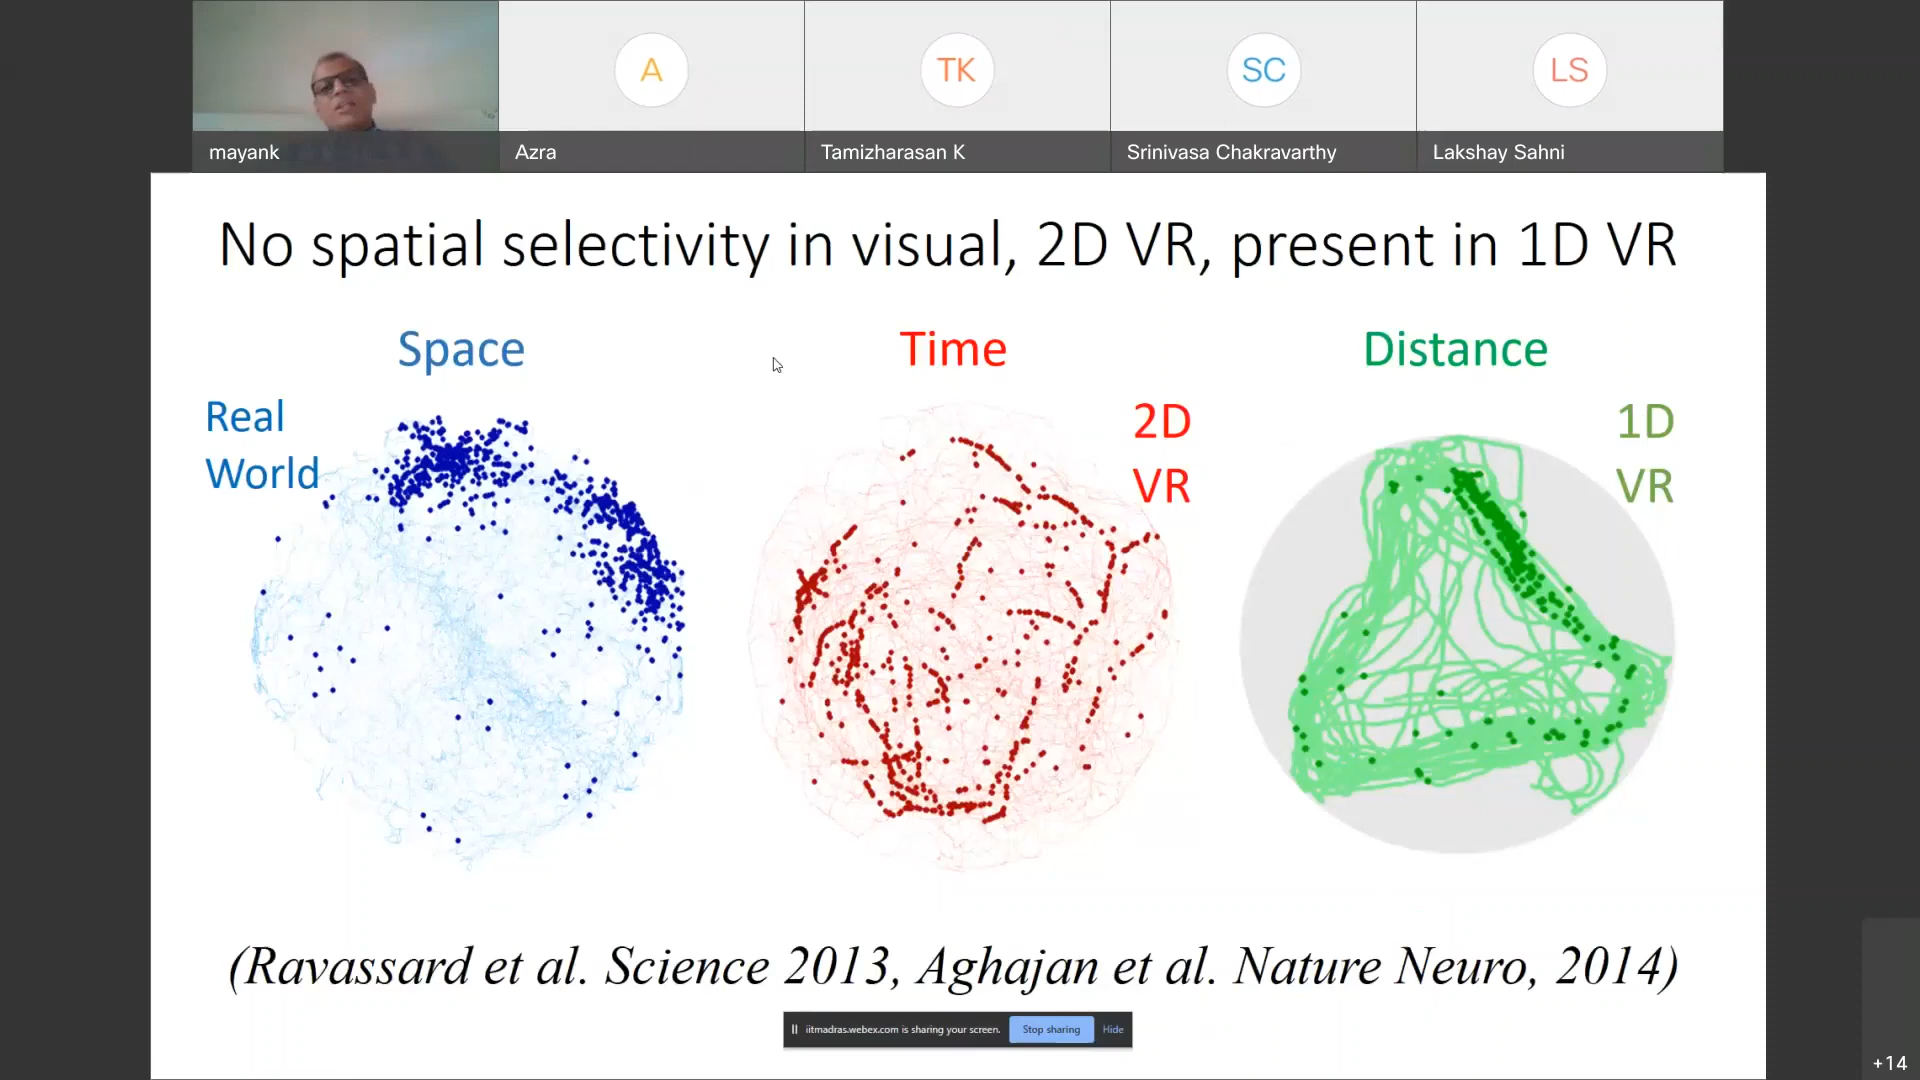 A
TK
SC
LS
mayank
Azra
Tamizharasan K
Srinivasa Chakravarthy
Lakshay Sahni
No spatial selectivity in visual, 2D VR, present in 1D VR
Space
Time
Distance
Real
World
2D
VR
1D
VR
(Ravassard et al. Science 2013, Aghajan et al. Nature Neuro, 2014)
iitmadras.webex.com is sharing your screen.
Stop sharing
Hide
+14